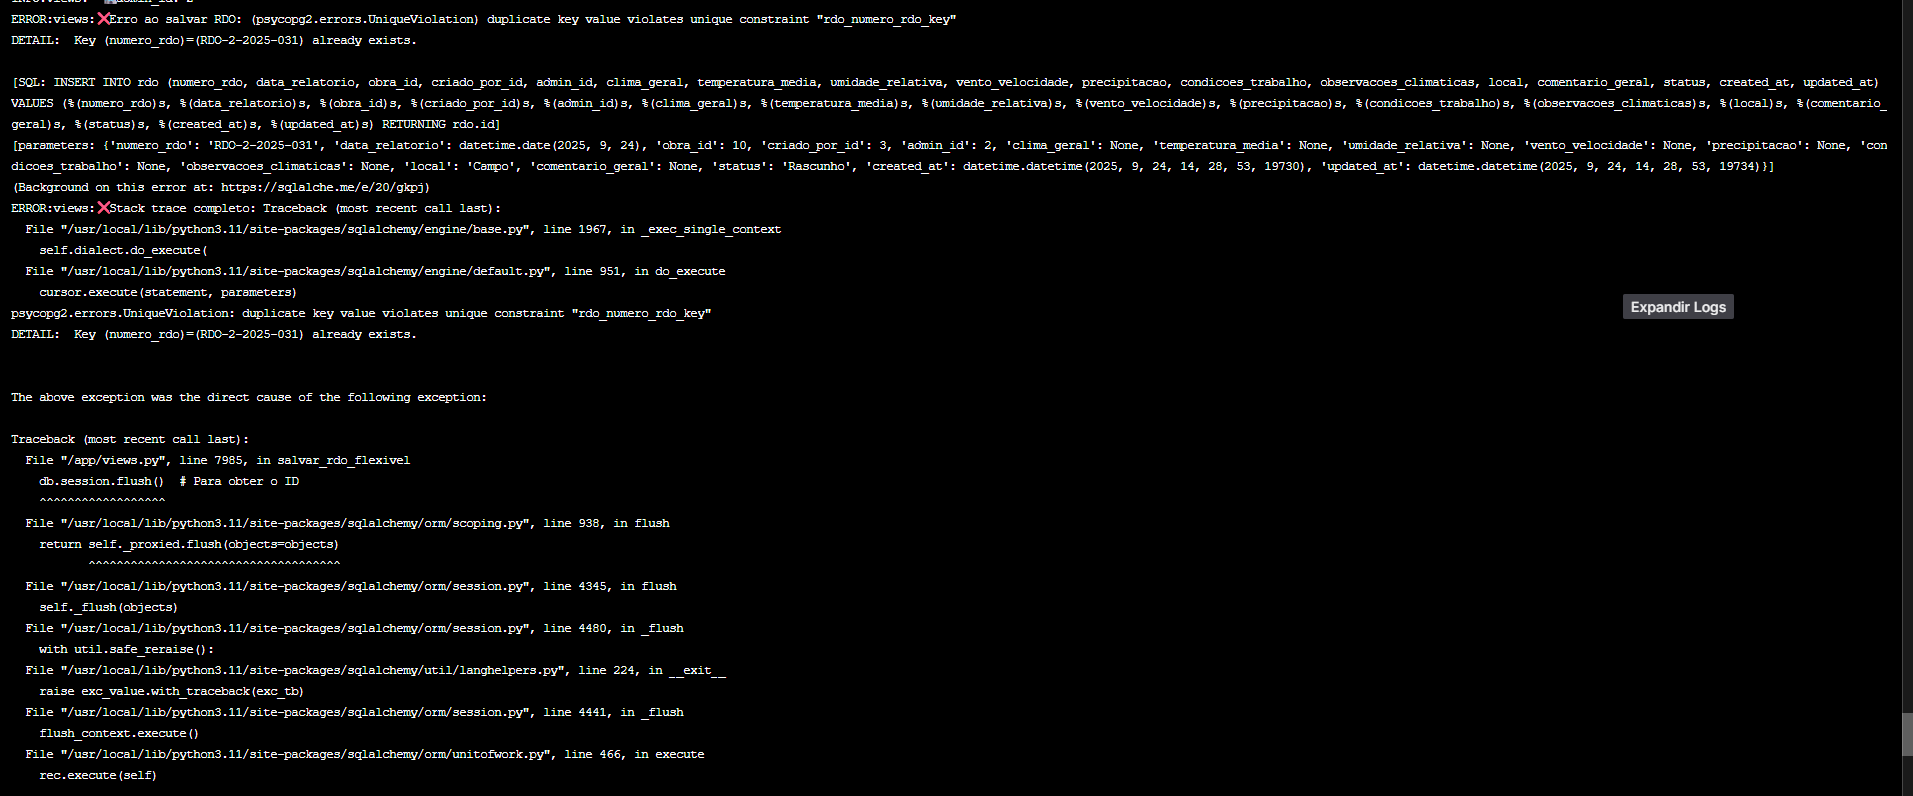 ERROR:views:❌Erro ao salvar RDO: (psycopg2.errors.UniqueViolation) duplicate key value violates unique constraint "rdo_numero_rdo_key"
DETAIL:  Key (numero_rdo)=(RDO-2-2025-031) already exists.
[SQL: INSERT INTO rdo (numero_rdo, data_relatorio, obra_id, criado_por_id, admin_id, clima_geral, temperatura_media, umidade_relativa, vento_velocidade, precipitacao, condicoes_trabalho, observacoes_climaticas, local, comentario_geral, status, created_at, updated_at)
VALUES (%(numero_rdo)s, %(data_relatorio)s, %(obra_id)s, %(criado_por_id)s, %(admin_id)s, %(clima_geral)s, %(temperatura_media)s, %(umidade_relativa)s, %(vento_velocidade)s, %(precipitacao)s, %(condicoes_trabalho)s, %(observacoes_climaticas)s, %(local)s, %(comentario_
geral)s, %(status)s, %(created_at)s, %(updated_at)s) RETURNING rdo.id]
[parameters: {'numero_rdo': 'RDO-2-2025-031', 'data_relatorio': datetime.date(2025, 9, 24), 'obra_id': 10, 'criado_por_id': 3, 'admin_id': 2, 'clima_geral': None, 'temperatura_media': None, 'umidade_relativa': None, 'vento_velocidade': None, 'precipitacao': None, 'con
dicoes_trabalho': None, 'observacoes_climaticas': None, 'local': 'Campo', 'comentario_geral': None, 'status': 'Rascunho', 'created_at': datetime.datetime(2025, 9, 24, 14, 28, 53, 19730), 'updated_at': datetime.datetime(2025, 9, 24, 14, 28, 53, 19734)}]
(Background on this error at: https://sqlalche.me/e/20/gkpj)
ERROR:views:❌Stack trace completo: Traceback (most recent call last):
  File "/usr/local/lib/python3.11/site-packages/sqlalchemy/engine/base.py", line 1967, in _exec_single_context
    self.dialect.do_execute(
  File "/usr/local/lib/python3.11/site-packages/sqlalchemy/engine/default.py", line 951, in do_execute
    cursor.execute(statement, parameters)
Expandir Logs
psycopg2.errors.UniqueViolation: duplicate key value violates unique constraint "rdo_numero_rdo_key"
DETAIL:  Key (numero_rdo)=(RDO-2-2025-031) already exists.
The above exception was the direct cause of the following exception:
Traceback (most recent call last):
  File "/app/views.py", line 7985, in salvar_rdo_flexivel
    db.session.flush()  # Para obter o ID
    ^^^^^^^^^^^^^^^^^^
  File "/usr/local/lib/python3.11/site-packages/sqlalchemy/orm/scoping.py", line 938, in flush
    return self._proxied.flush(objects=objects)
           ^^^^^^^^^^^^^^^^^^^^^^^^^^^^^^^^^^^^
  File "/usr/local/lib/python3.11/site-packages/sqlalchemy/orm/session.py", line 4345, in flush
    self._flush(objects)
  File "/usr/local/lib/python3.11/site-packages/sqlalchemy/orm/session.py", line 4480, in _flush
    with util.safe_reraise():
  File "/usr/local/lib/python3.11/site-packages/sqlalchemy/util/langhelpers.py", line 224, in __exit__
    raise exc_value.with_traceback(exc_tb)
  File "/usr/local/lib/python3.11/site-packages/sqlalchemy/orm/session.py", line 4441, in _flush
    flush_context.execute()
  File "/usr/local/lib/python3.11/site-packages/sqlalchemy/orm/unitofwork.py", line 466, in execute
    rec.execute(self)